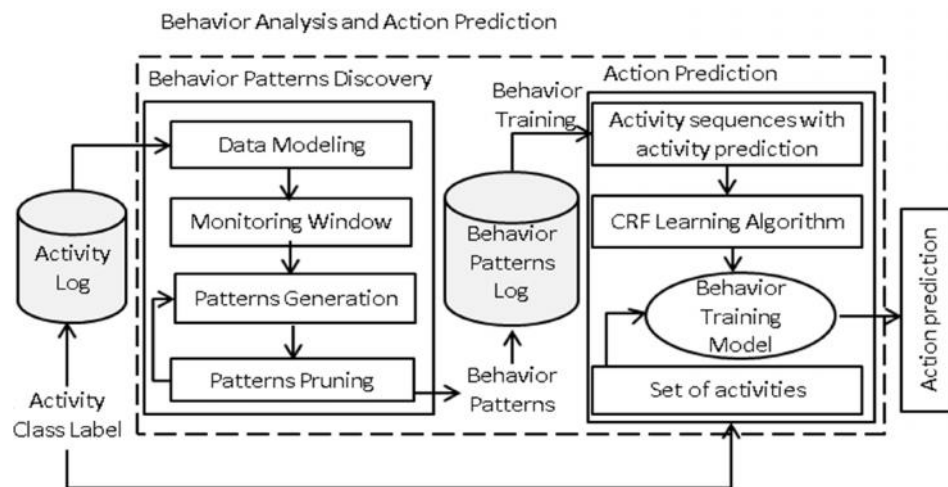 Behavior Analysis and Action Prediction
Behavior Patterns Discovery
Data Modeling
Monitoring Window
Patterns Generation
Patterns Pruning
Activity
Log
Activity
Class Label
Behavior
Training
Behavior
Patterns
Log
Behavior
Patterns
Action Prediction
Activity sequences with
activity prediction
CRF Learning Algorithm
Behavior
Training
Model
Set of activities
Action prediction